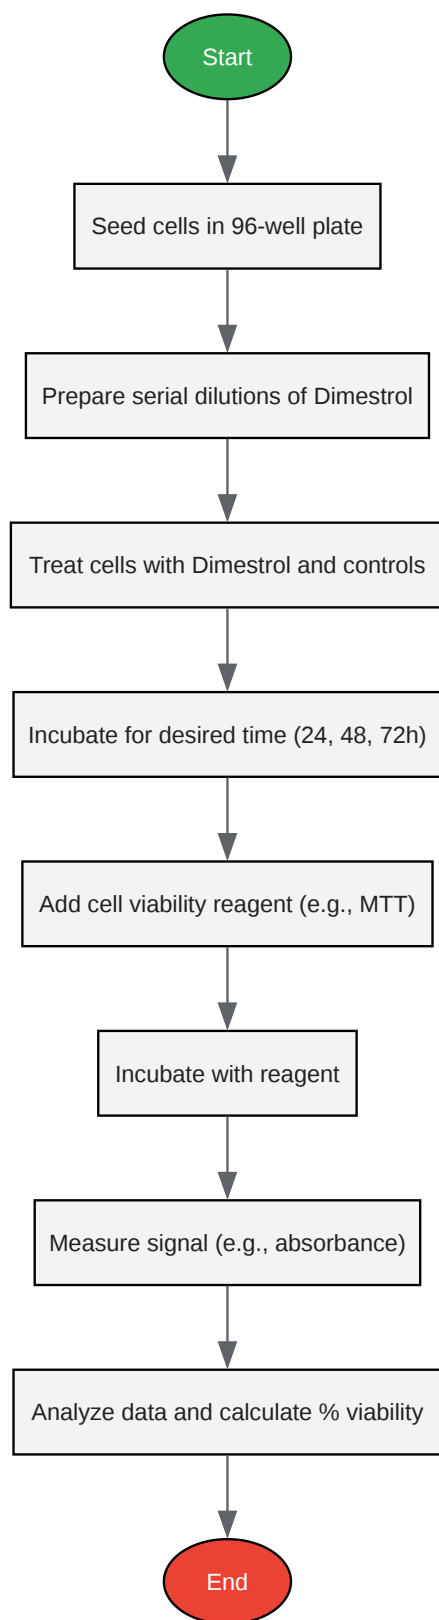 Start
Seed cells in 96-well plate
Prepare serial dilutions of Dimestrol
Treat cells with Dimestrol and controls
Incubate for desired time (24, 48, 72h)
Add cell viability reagent (e.g., MTT)
Incubate with reagent
Measure signal (e.g., absorbance)
Analyze data and calculate % viability
End